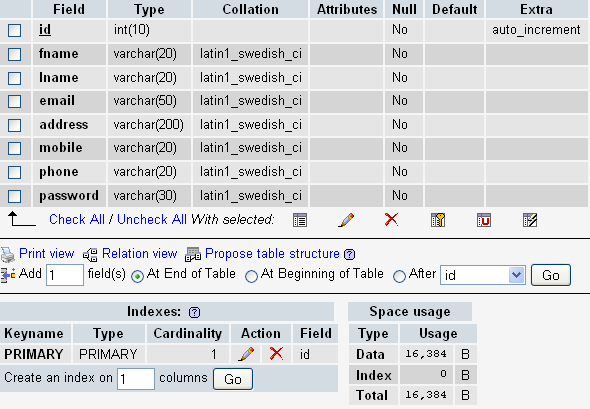 Field Type Collation Attributes Null Default Extra
id int(10) No auto_increment
fname varchar(20) latin1_swedish_ci No
lname varchar(20) latin1_swedish_ci No
email varchar(50) latin1_swedish_ci No
address varchar(200) latin1_swedish_ci No
mobile varchar(20) latin1_swedish_ci No
phone varchar(20) latin1_swedish_ci No
password varchar(30) latin1_swedish_ci No
Check All / Uncheck All With selected:
Print view Relation view Propose table structure ?
Add 1 field(s) At End of Table At Beginning of Table After id Go
Indexes: ?
Keyname Type Cardinality Action Field
PRIMARY PRIMARY 1 id
Create an index on 1 columns Go
Space usage
Type Usage
Data 16,384 B
Index 0 B
Total 16,384 B